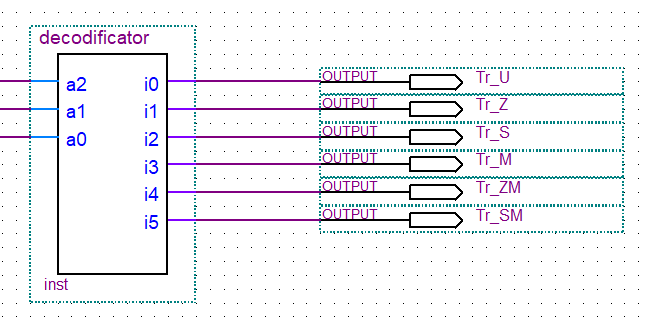 decodificator
a2 i0 OUTPUT Tr_U
a1 i1 OUTPUT Tr_Z
a0 i2 OUTPUT Tr_S
i3 OUTPUT Tr_M
i4 OUTPUT Tr_ZM
i5 OUTPUT Tr_SM
inst